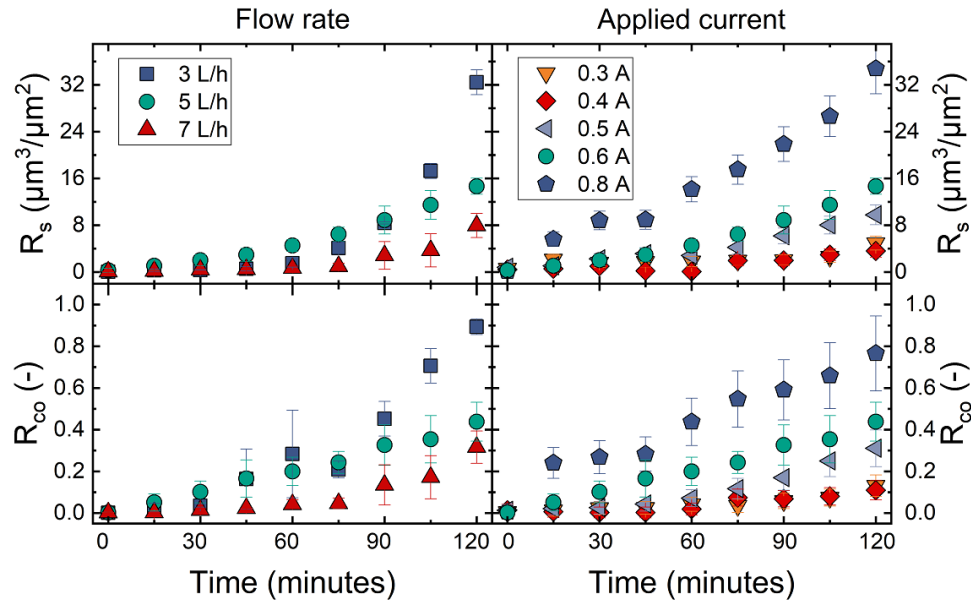 Flow rate
Applied current
32
24
16
8
0
Rs (μm³/μm²)
3 L/h
5 L/h
7 L/h
0.3 A
0.4 A
0.5 A
0.6 A
0.8 A
32
24
16
8
0
Rs (μm³/μm²)
1.0
0.8
0.6
0.4
0.2
0.0
Rco (-)
1.0
0.8
0.6
0.4
0.2
0.0
Rco (-)
0 30 60 90 120
0 30 60 90 120
Time (minutes)
Time (minutes)